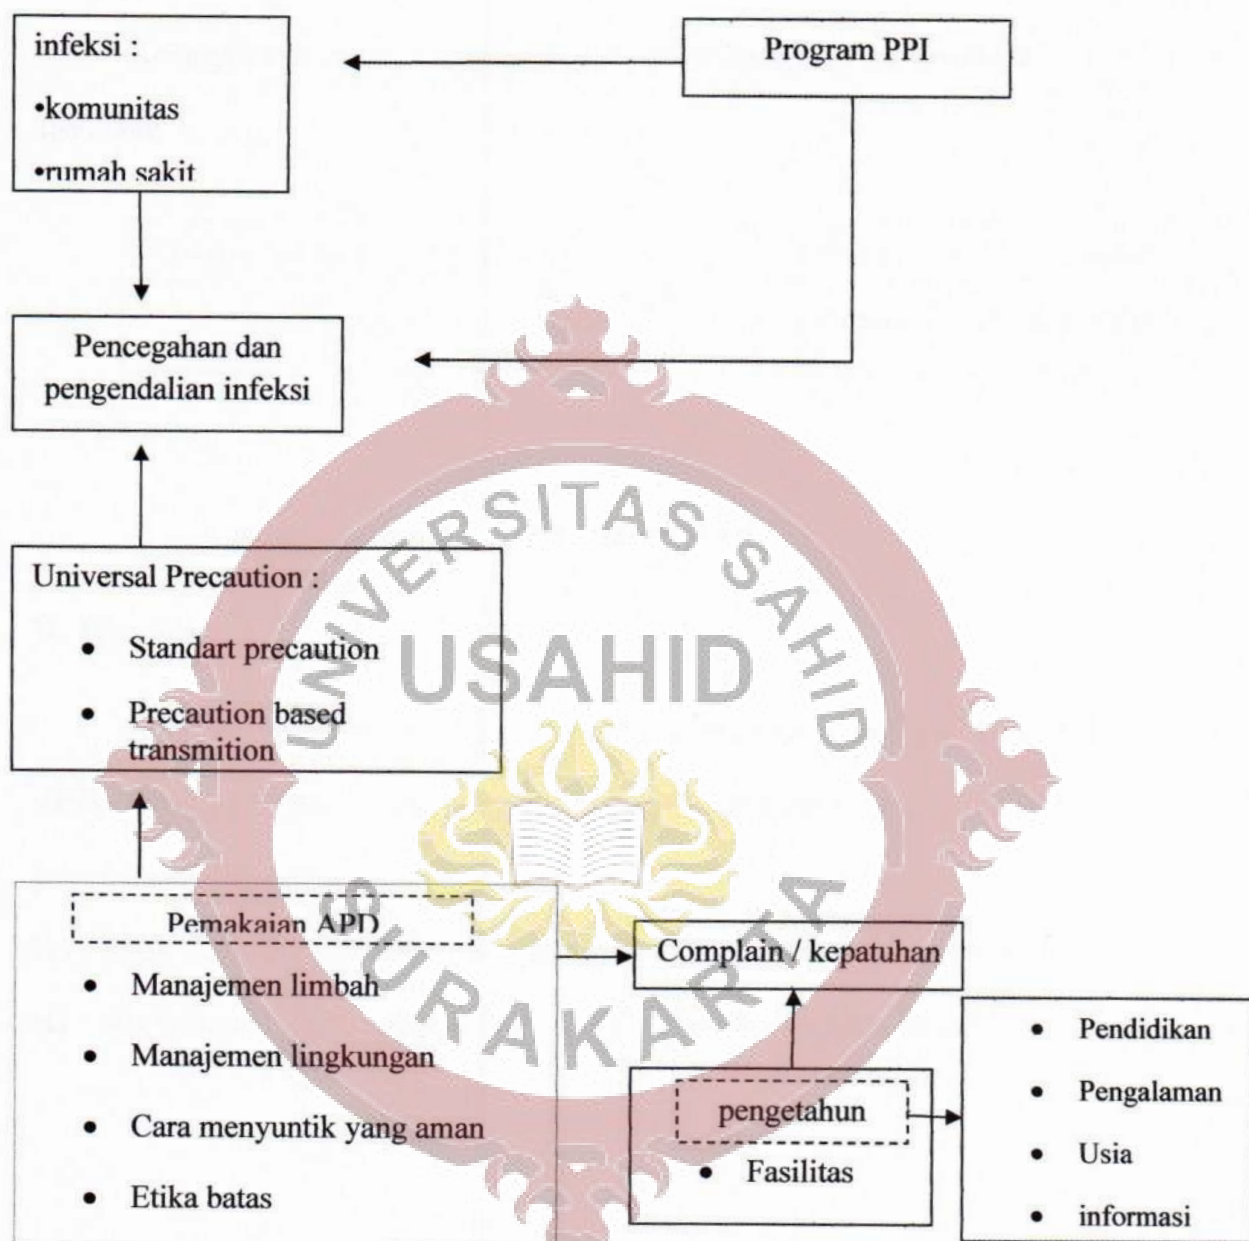 infeksi :
•komunitas
•rumah sakit
Program PPI
Pencegahan dan
pengendalian infeksi
Universal Precaution :
• Standart precaution
• Precaution based
transmition
Pemakaian APD
• Manajemen limbah
• Manajemen lingkungan
• Cara menyuntik yang aman
• Etika batas
Complain / kepatuhan
pengetahun
• Fasilitas
• Pendidikan
• Pengalaman
• Usia
• informasi
UNIVERSITAS SAHID
USAHID
SURAKARTA